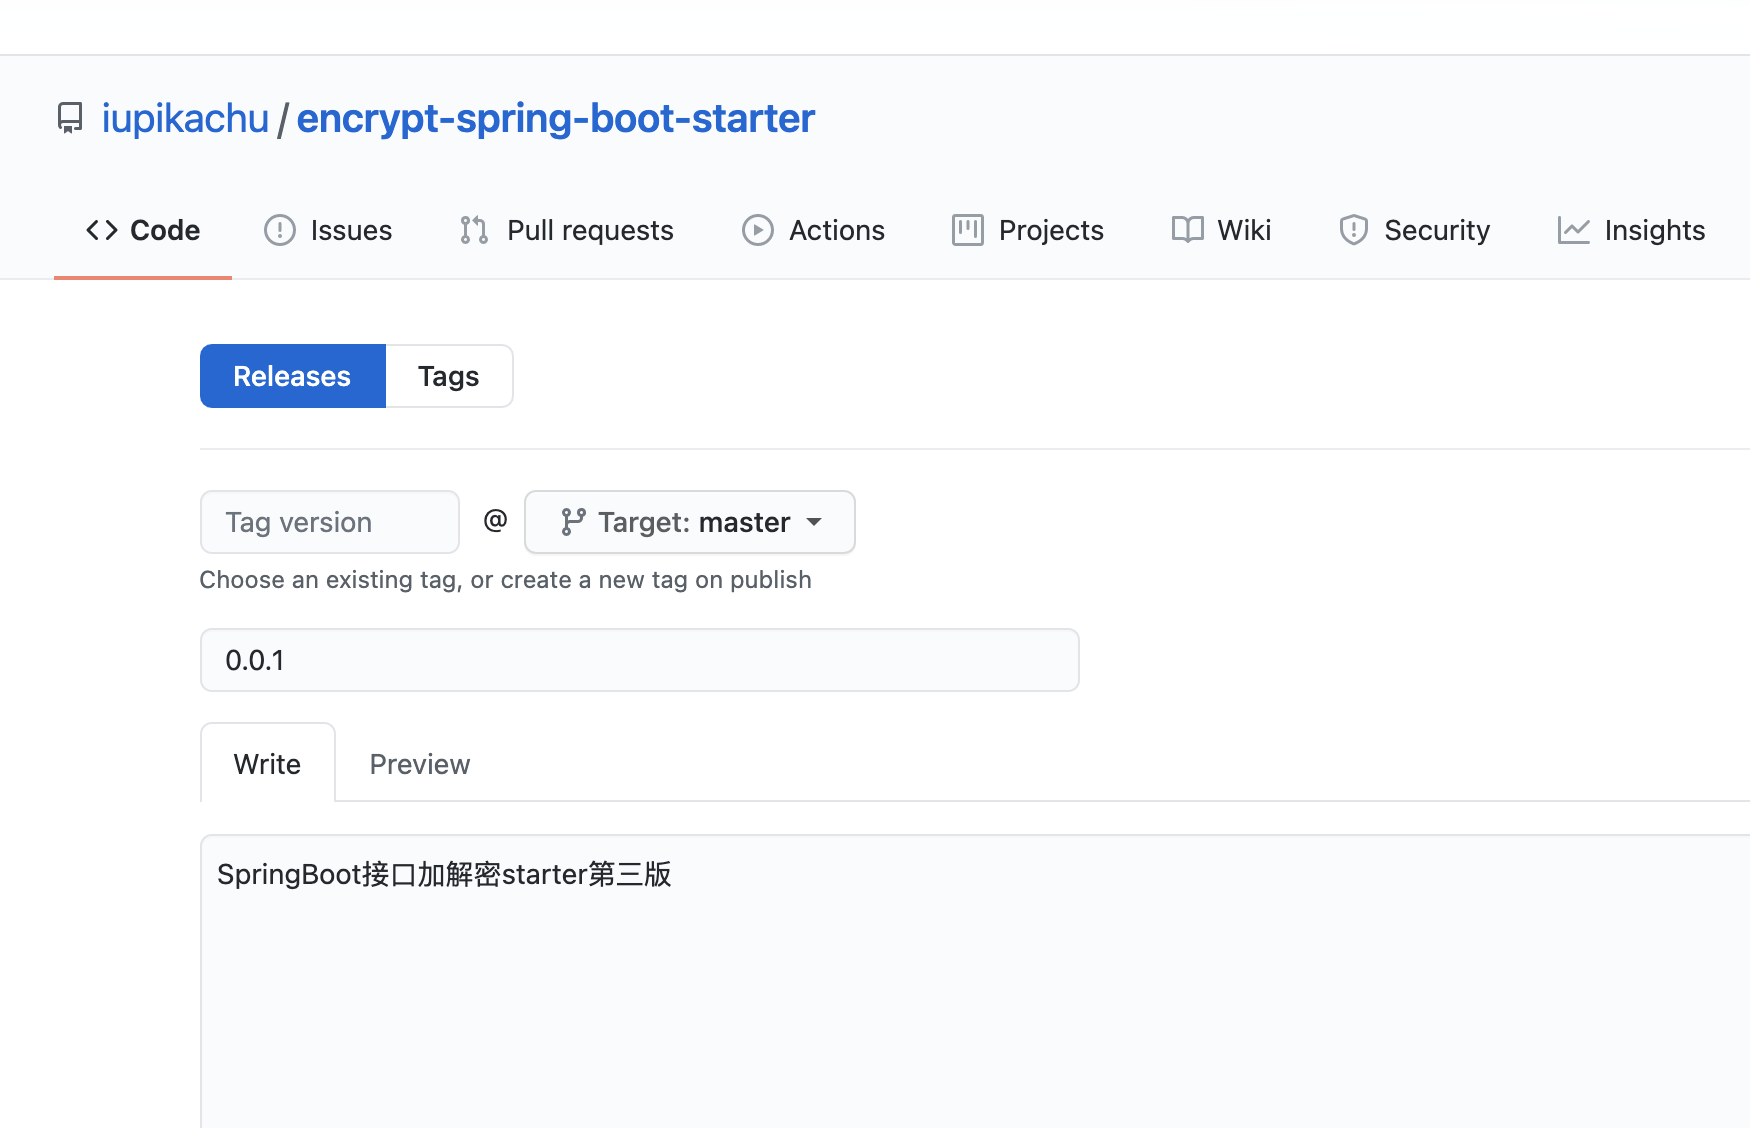 iupikachu / encrypt-spring-boot-starter
Code Issues Pull requests Actions Projects Wiki Security Insights
Releases Tags
Tag version @ Target: master
Choose an existing tag, or create a new tag on publish
0.0.1
Write Preview
SpringBoot接口加解密starter第三版